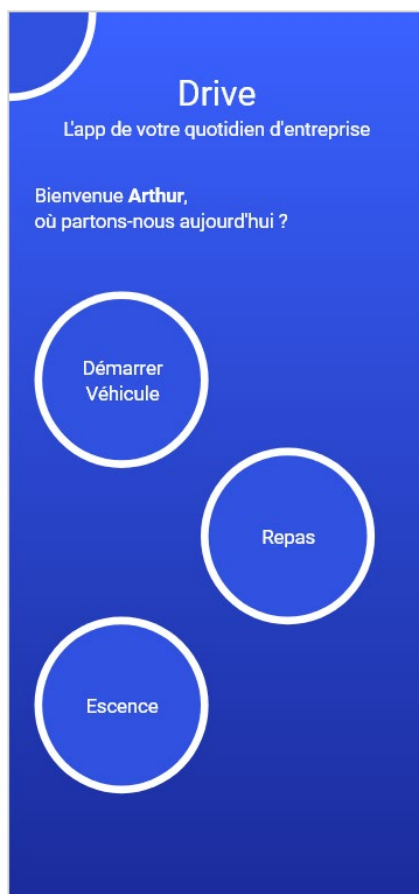 Drive
L'app de votre quotidien d'entreprise
Bienvenue Arthur,
où partons-nous aujourd'hui ?
Démarrer
Véhicule
Repas
Escence